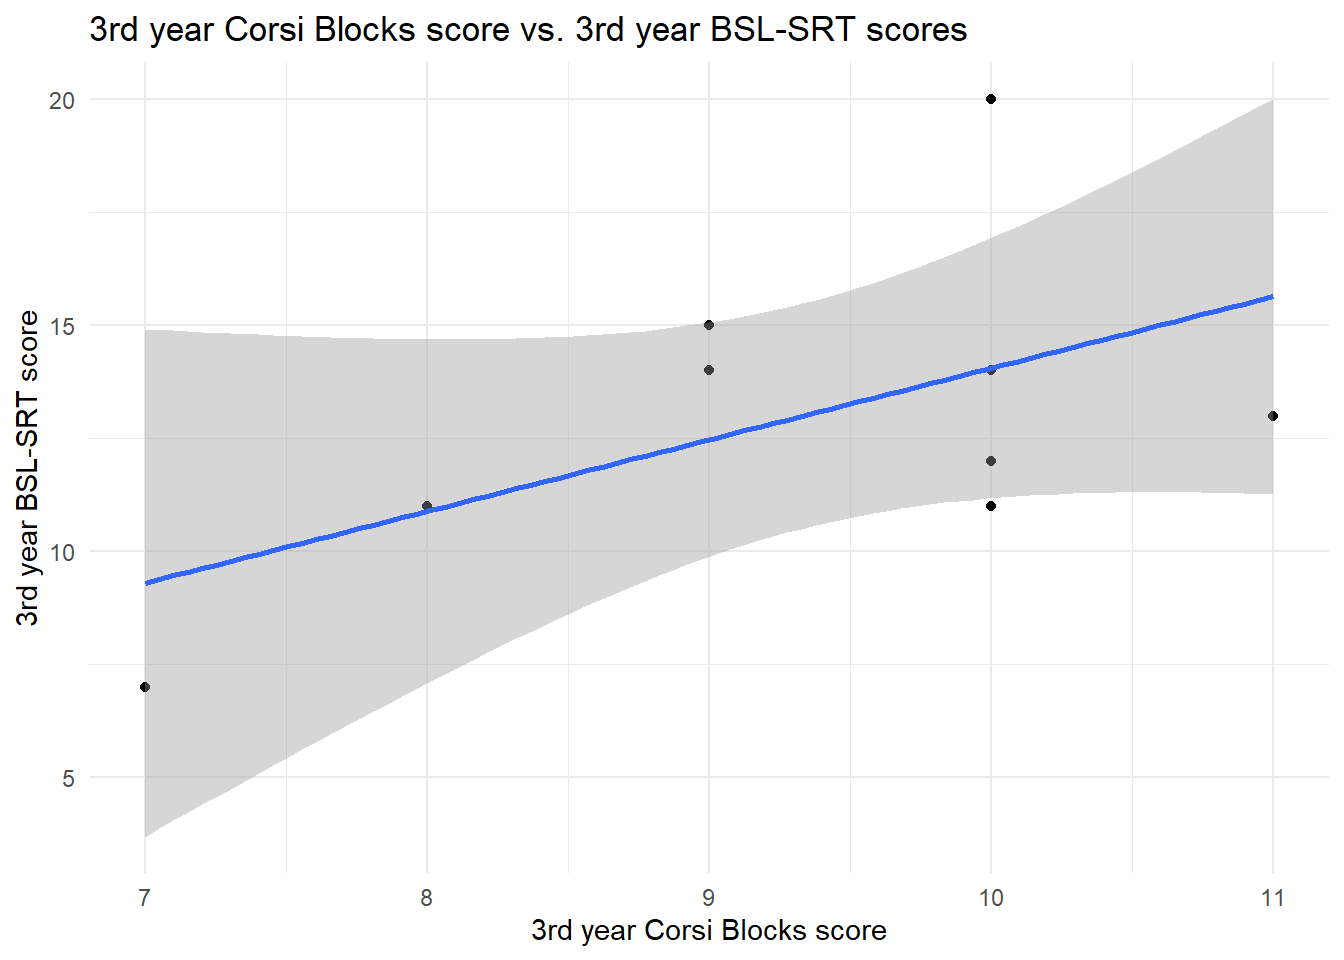 3rd year Corsi Blocks score vs. 3rd year BSL-SRT scores
20
15
10
5
3rd year BSL-SRT score
7 8 9 10 11
3rd year Corsi Blocks score